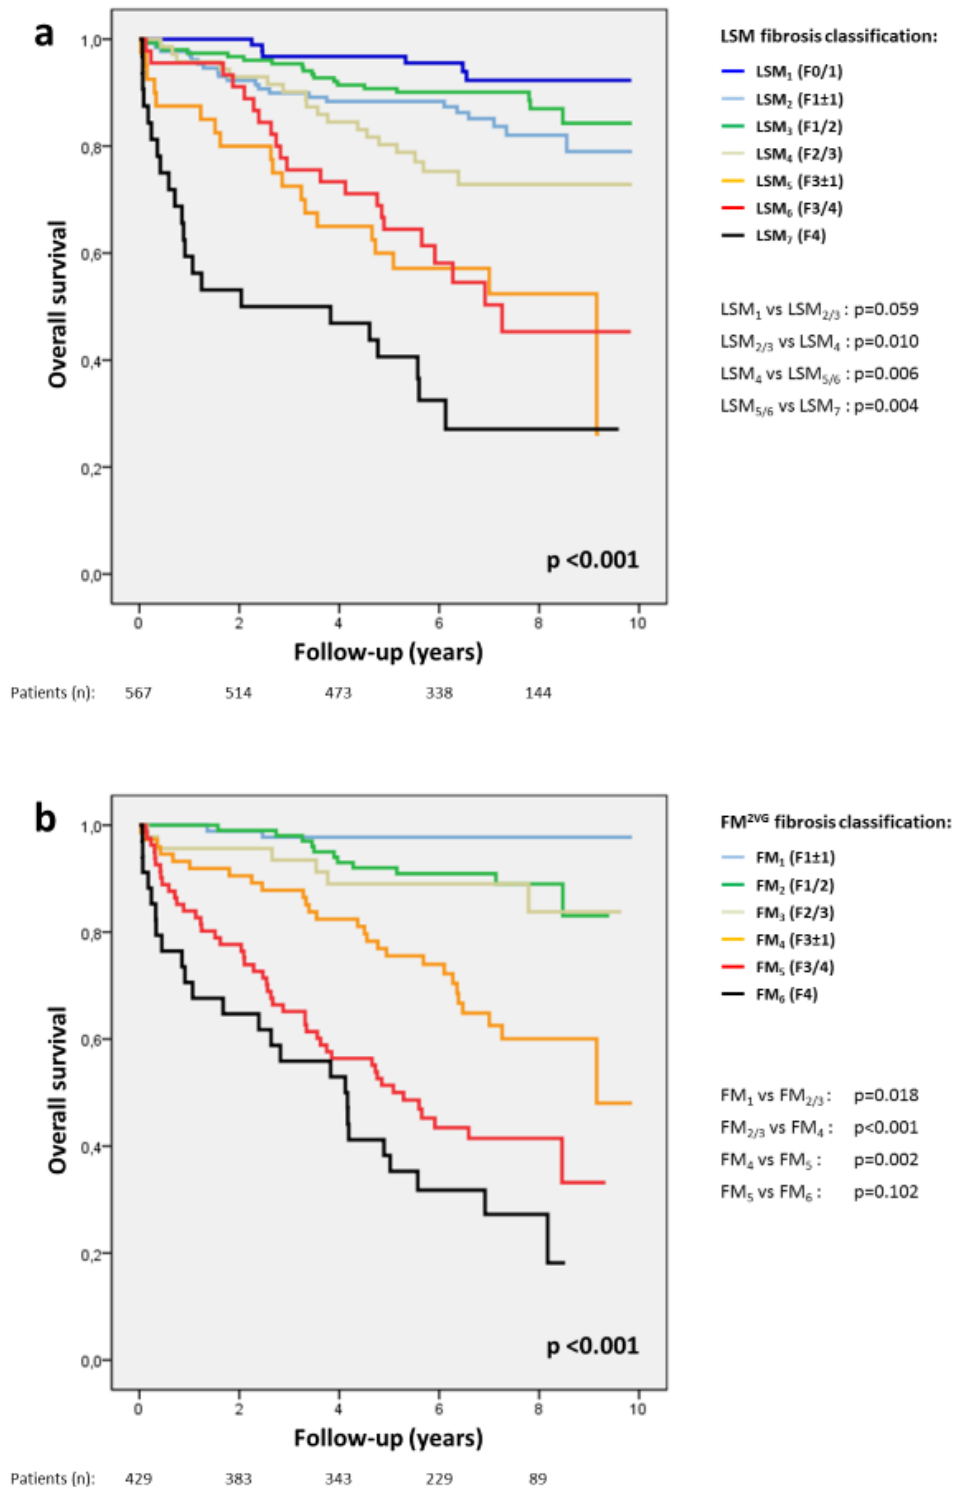 a
LSM fibrosis classification:
LSM₁ (F0/1)
LSM₂ (F1±1)
LSM₃ (F1/2)
LSM₄ (F2/3)
LSM₅ (F3±1)
LSM₆ (F3/4)
LSM₇ (F4)
LSM₁ vs LSM₂/₃ : p=0.059
LSM₂/₃ vs LSM₄ : p=0.010
LSM₄ vs LSM₅/₆ : p=0.006
LSM₅/₆ vs LSM₇ : p=0.004
Overall survival
1,0
0,8
0,6
0,4
0,2
0,0
p <0.001
0 2 4 6 8 10
Follow-up (years)
Patients (n): 567 514 473 338 144
b
FM²ⱽᴳ fibrosis classification:
FM₁ (F1±1)
FM₂ (F1/2)
FM₃ (F2/3)
FM₄ (F3±1)
FM₅ (F3/4)
FM₆ (F4)
FM₁ vs FM₂/₃ : p=0.018
FM₂/₃ vs FM₄ : p<0.001
FM₄ vs FM₅ : p=0.002
FM₅ vs FM₆ : p=0.102
Overall survival
1,0
0,8
0,6
0,4
0,2
0,0
p <0.001
0 2 4 6 8 10
Follow-up (years)
Patients (n): 429 383 343 229 89